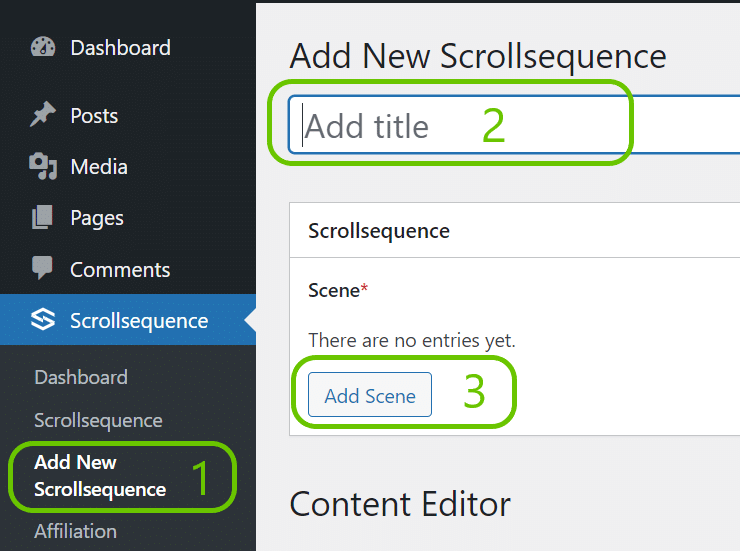 Dashboard
Posts
Media
Pages
Comments
Scrollsequence
Dashboard
Scrollsequence
Add New
Scrollsequence
1
Affiliation
Add New Scrollsequence
Add title
2
Scrollsequence
Scene*
There are no entries yet.
Add Scene
3
Content Editor